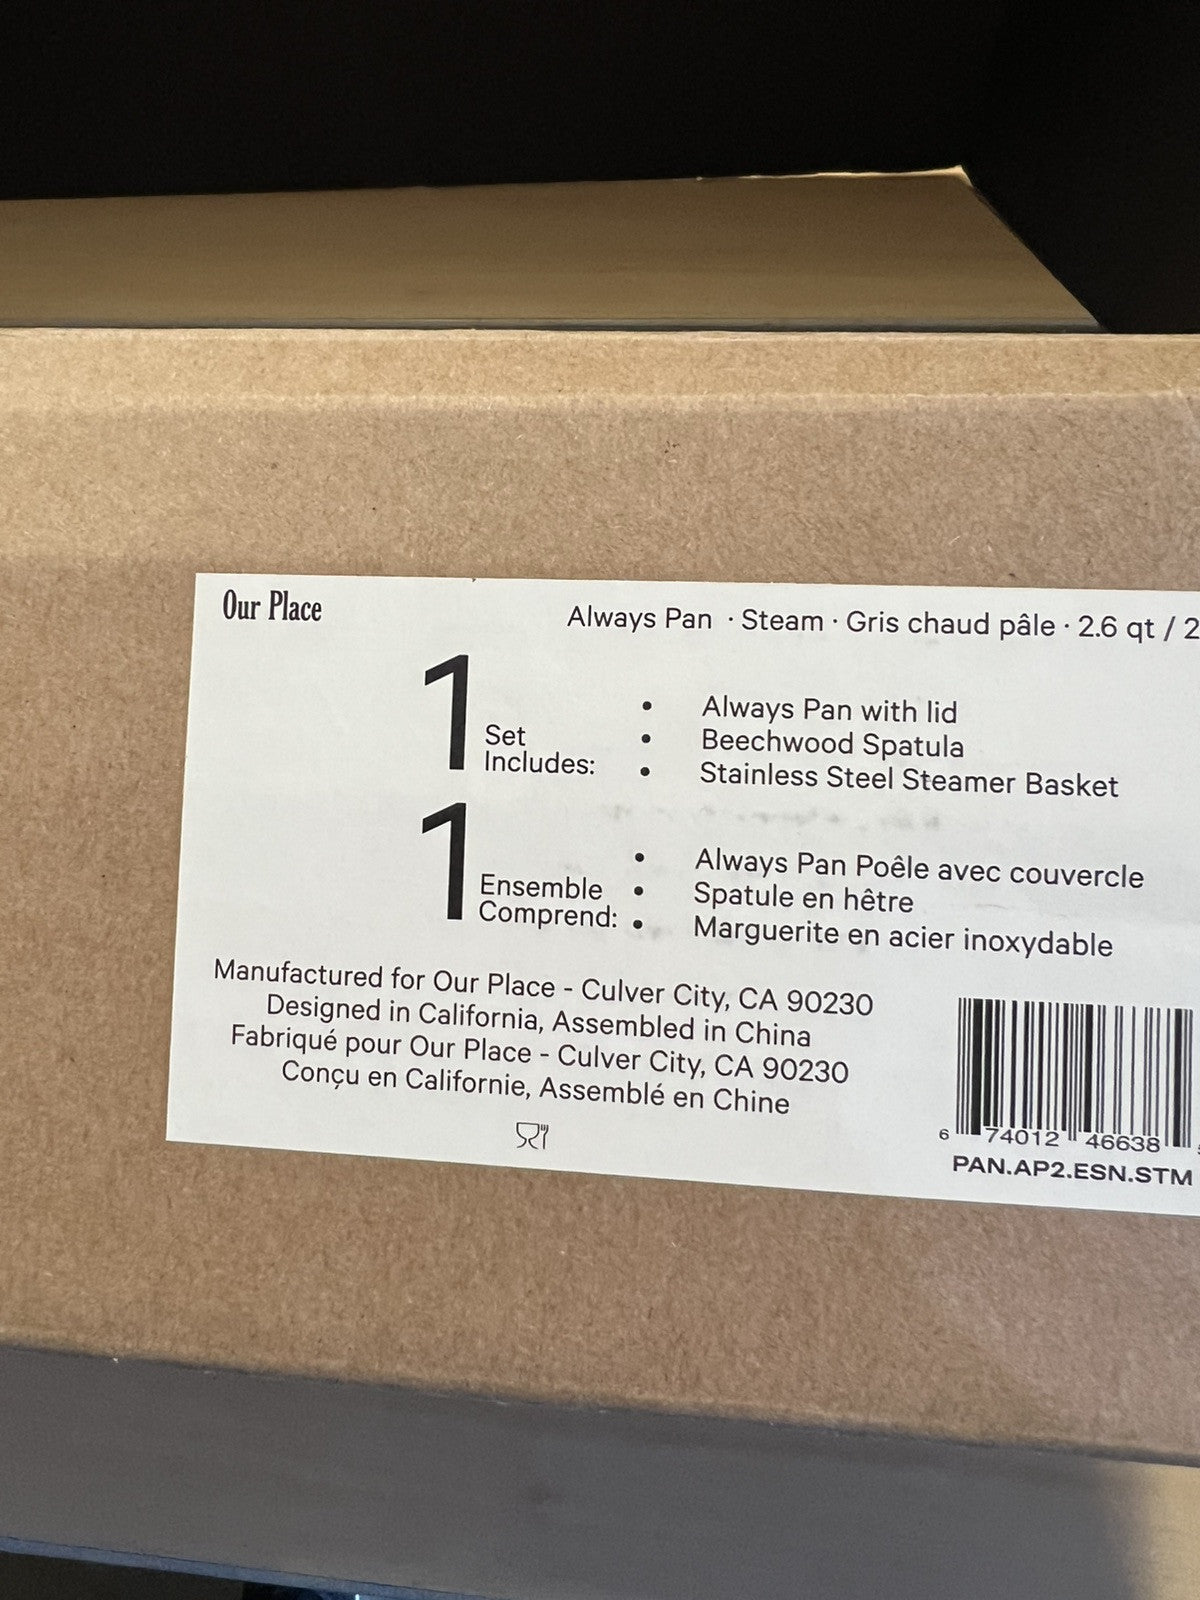 Our Place
Always Pan · Steam · Gris chaud pâle · 2.6 qt / 2
1 Set Includes:
• Always Pan with lid
• Beechwood Spatula
• Stainless Steel Steamer Basket
1 Ensemble Comprend:
• Always Pan Poêle avec couvercle
• Spatule en hêtre
• Marguerite en acier inoxydable
Manufactured for Our Place - Culver City, CA 90230
Designed in California, Assembled in China
Fabriqué pour Our Place - Culver City, CA 90230
Conçu en Californie, Assemblé en Chine
6 74012 46638
PAN.AP2.ESN.STM